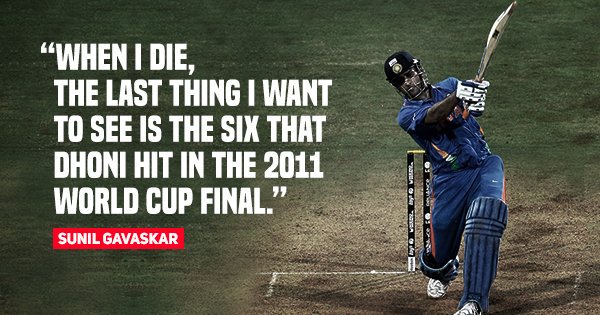 “WHEN I DIE,
THE LAST THING I WANT
TO SEE IS THE SIX THAT
DHONI HIT IN THE 2011
WORLD CUP FINAL.”
SUNIL GAVASKAR